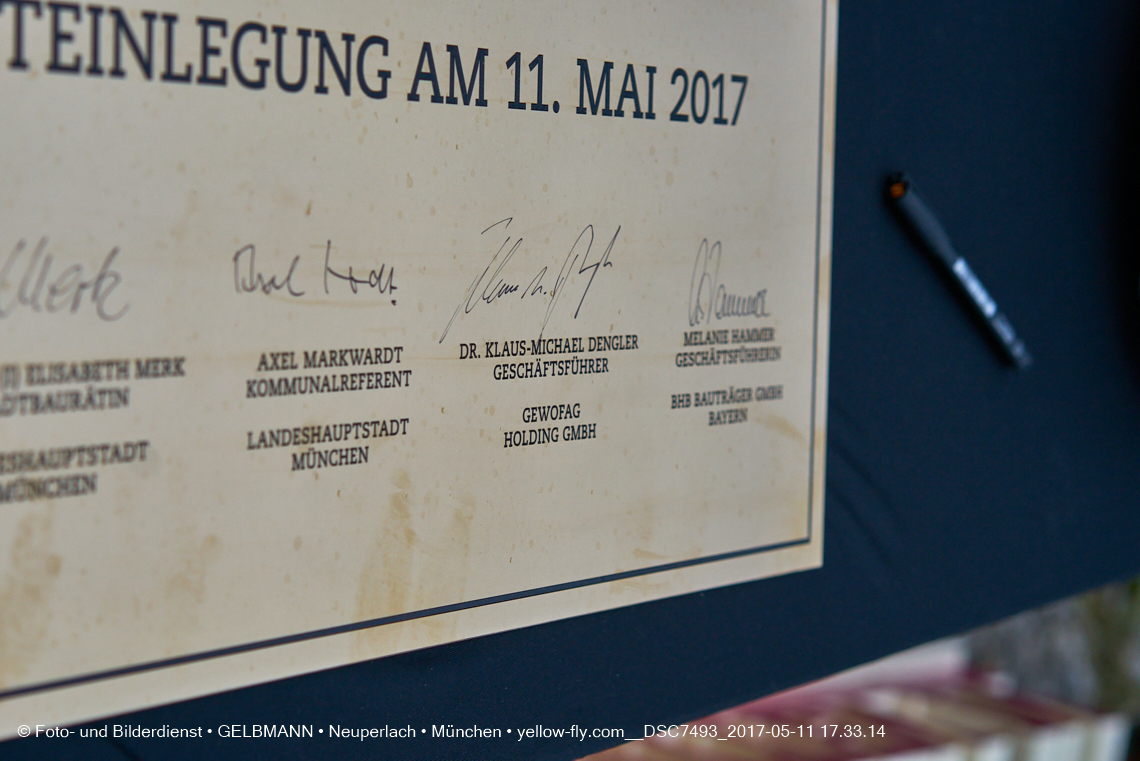 TEINLEGUNG AM 11. MAI 2017
Merk
(I) ELISABETH MERK
DTBAURÄTIN
ESHAUPTSTADT
MÜNCHEN
AXEL MARKWARDT
KOMMUNALREFERENT
LANDESHAUPTSTADT
MÜNCHEN
DR. KLAUS-MICHAEL DENGLER
GESCHÄFTSFÜHRER
GEWOFAG
HOLDING GMBH
MELANIE HAMMER
GESCHÄFTSFÜHRERIN
BHB BAUTRÄGER GMBH
BAYERN
© Foto- und Bilderdienst • GELBMANN • Neuperlach • München • yellow-fly.com__DSC7493_2017-05-11 17.33.14